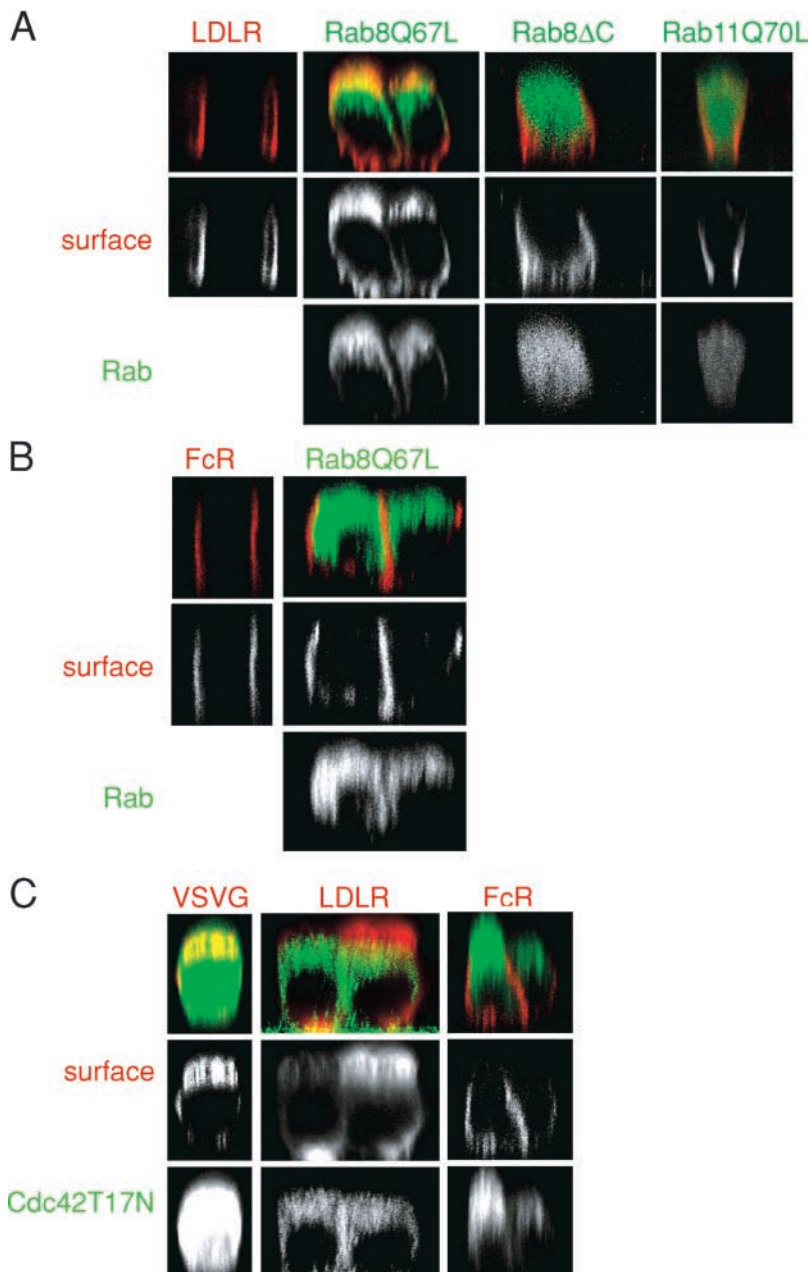 A
LDLR Rab8Q67L Rab8ΔC Rab11Q70L
surface
Rab
B
FcR Rab8Q67L
surface
Rab
C
VSVG LDLR FcR
surface
Cdc42T17N